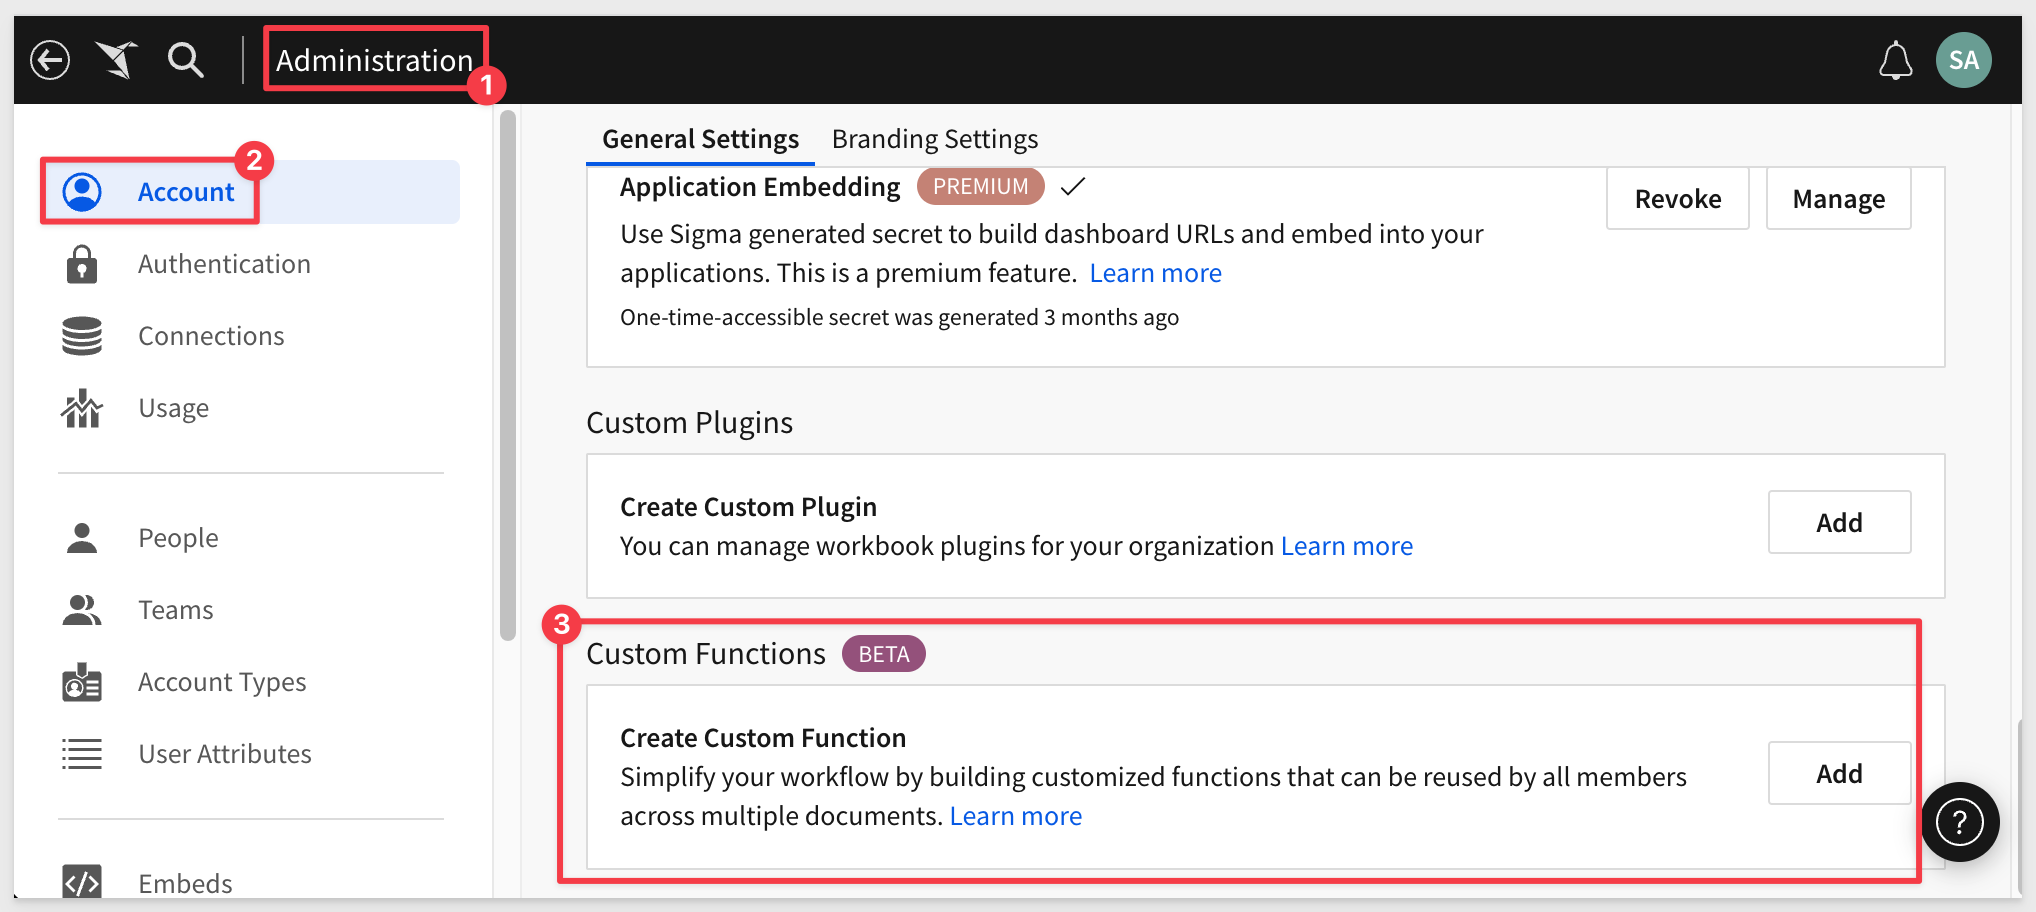 Administration
1
SA
2
Account
Authentication
Connections
Usage
People
Teams
Account Types
User Attributes
Embeds
General Settings
Branding Settings
Application Embedding PREMIUM
Revoke
Manage
Use Sigma generated secret to build dashboard URLs and embed into your
applications. This is a premium feature. Learn more
One-time-accessible secret was generated 3 months ago
Custom Plugins
Create Custom Plugin
You can manage workbook plugins for your organization Learn more
Add
3
Custom Functions BETA
Create Custom Function
Simplify your workflow by building customized functions that can be reused by all members
across multiple documents. Learn more
Add
?